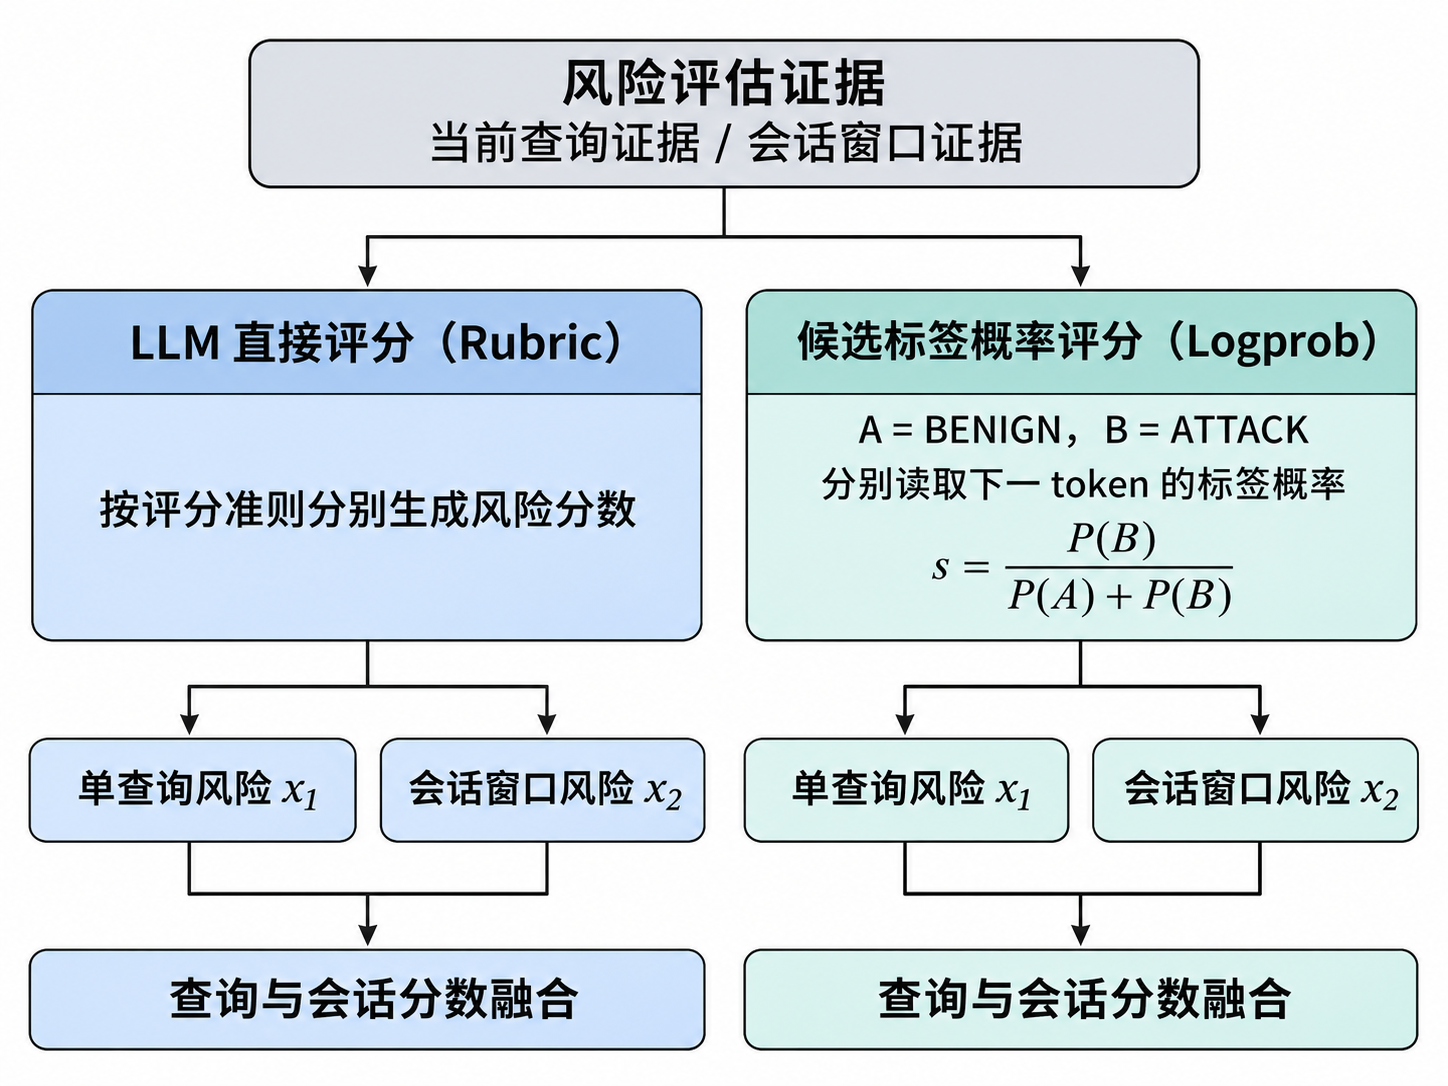 风险评估证据
当前查询证据 / 会话窗口证据
LLM 直接评分（Rubric）
按评分准则分别生成风险分数
单查询风险 x₁
会话窗口风险 x₂
查询与会话分数融合
候选标签概率评分（Logprob）
A = BENIGN，B = ATTACK
分别读取下一 token 的标签概率
s = P(B) / (P(A) + P(B))
单查询风险 x₁
会话窗口风险 x₂
查询与会话分数融合